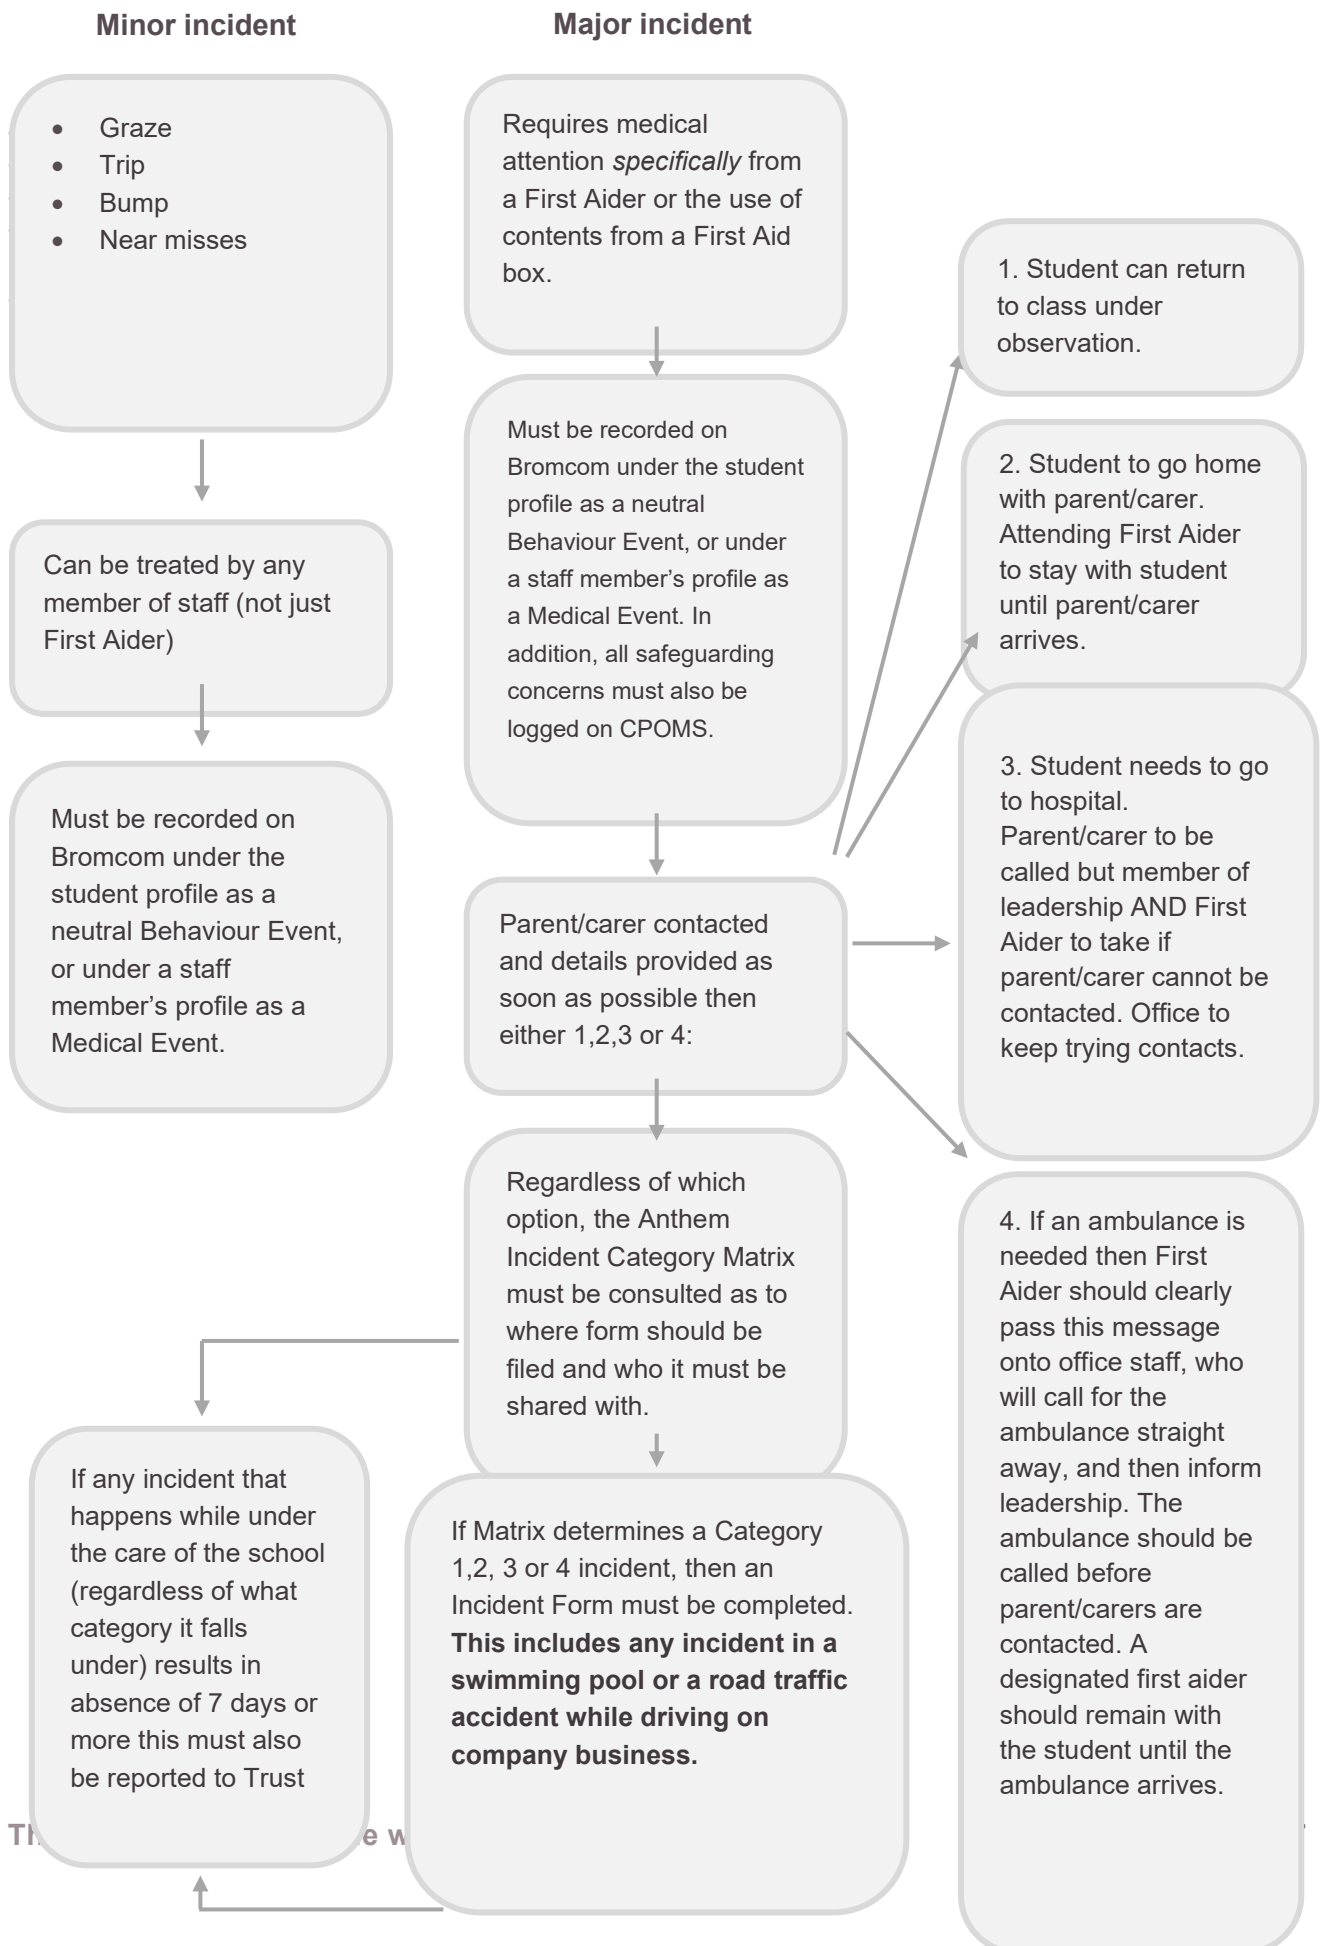 Minor incident
Major incident
• Graze
• Trip
• Bump
• Near misses
Can be treated by any
member of staff (not just
First Aider)
Must be recorded on
Bromcom under the
student profile as a
neutral Behaviour Event,
or under a staff
member’s profile as a
Medical Event.
Requires medical
attention specifically from
a First Aider or the use of
contents from a First Aid
box.
Must be recorded on
Bromcom under the student
profile as a neutral
Behaviour Event, or under
a staff member’s profile as
a Medical Event. In
addition, all safeguarding
concerns must also be
logged on CPOMS.
Parent/carer contacted
and details provided as
soon as possible then
either 1,2,3 or 4:
1. Student can return
to class under
observation.
2. Student to go home
with parent/carer.
Attending First Aider
to stay with student
until parent/carer
arrives.
3. Student needs to go
to hospital.
Parent/carer to be
called but member of
leadership AND First
Aider to take if
parent/carer cannot be
contacted. Office to
keep trying contacts.
4. If an ambulance is
needed then First
Aider should clearly
pass this message
onto office staff, who
will call for the
ambulance straight
away, and then inform
leadership. The
ambulance should be
called before
parent/carers are
contacted. A
designated first aider
should remain with
the student until the
ambulance arrives.
Regardless of which
option, the Anthem
Incident Category Matrix
must be consulted as to
where form should be
filed and who it must be
shared with.
If Matrix determines a Category
1,2, 3 or 4 incident, then an
Incident Form must be completed.
This includes any incident in a
swimming pool or a road traffic
accident while driving on
company business.
If any incident that
happens while under
the care of the school
(regardless of what
category it falls
under) results in
absence of 7 days or
more this must also
be reported to Trust